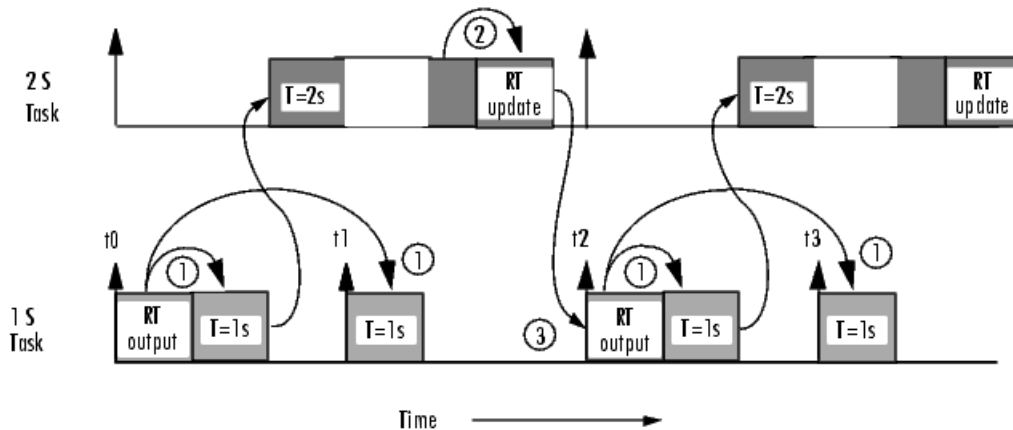 2 S
Task
T=2s
2
RT
update
T=2s
RT
update
t0
1
t1
1
t2
1
t3
1
1 S
Task
RT
output
T=1s
T=1s
3
RT
output
T=1s
T=1s
Time